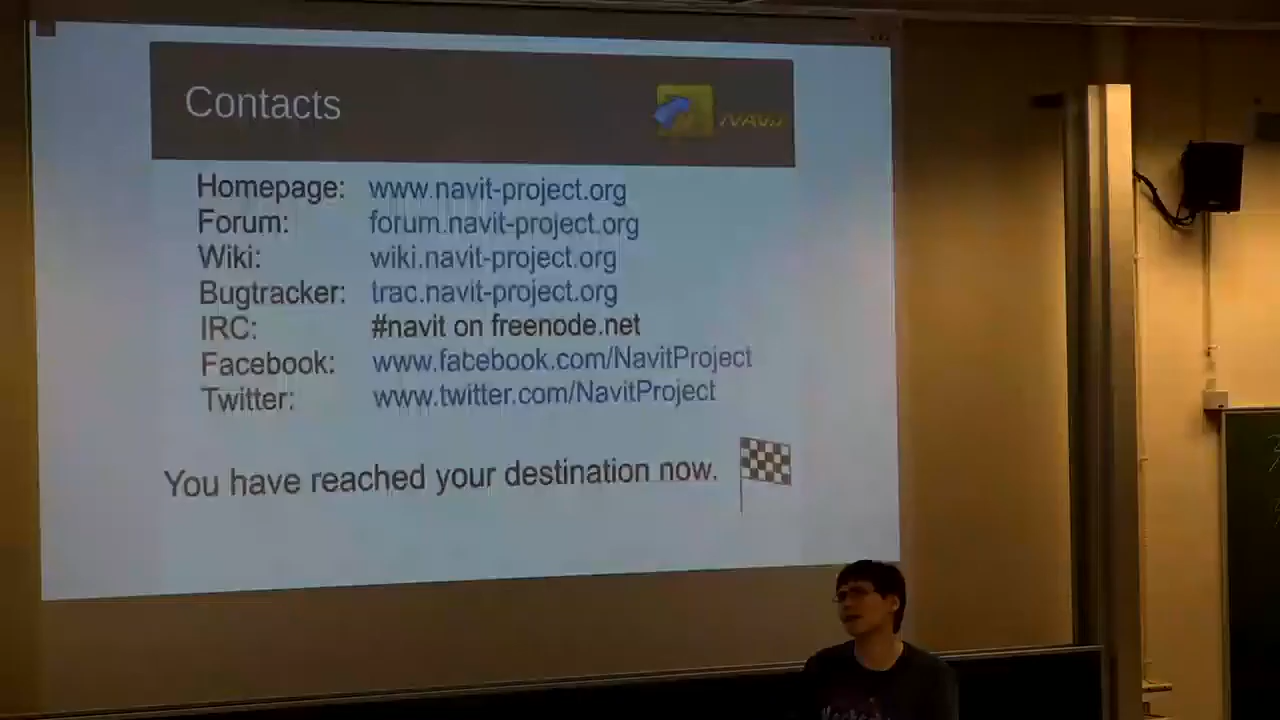 Contacts
NAVIT
Homepage: www.navit-project.org
Forum: forum.navit-project.org
Wiki: wiki.navit-project.org
Bugtracker: trac.navit-project.org
IRC: #navit on freenode.net
Facebook: www.facebook.com/NavitProject
Twitter: www.twitter.com/NavitProject
You have reached your destination now.